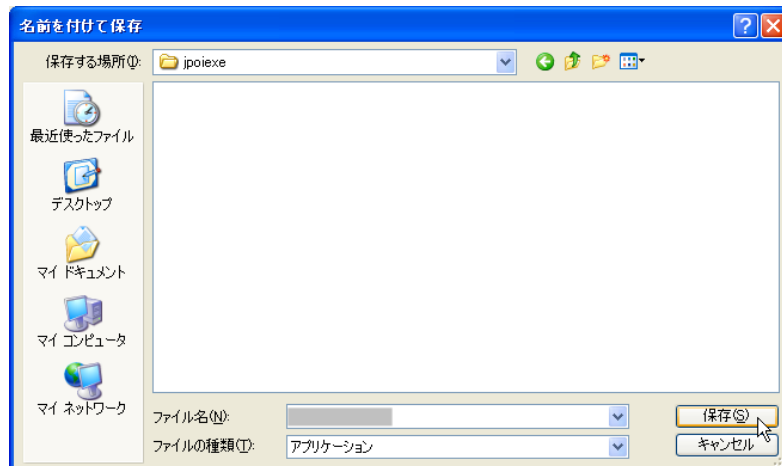 名前を付けて保存
保存する場所(I):
jpoiexe
最近使ったファイル
デスクトップ
マイ ドキュメント
マイ コンピュータ
マイ ネットワーク
ファイル名(N):
保存(S)
ファイルの種類(T):
アプリケーション
キャンセル